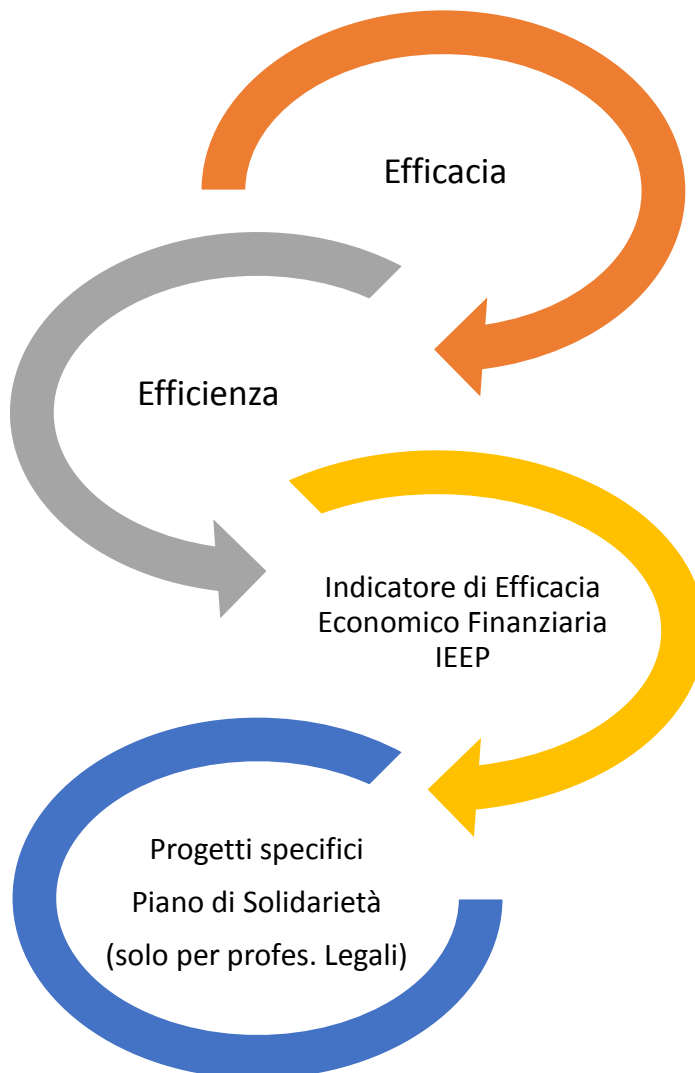 Efficacia
Efficienza
Indicatore di Efficacia
Economico Finanziaria
IEEP
Progetti specifici
Piano di Solidarietà
(solo per profes. Legali)